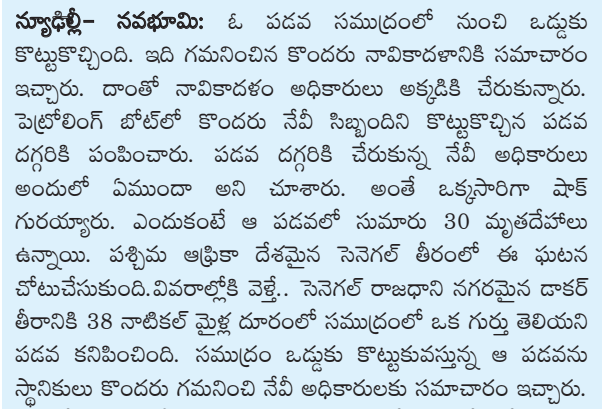 న్యూఢిల్లీ– నవభూమి: ఓ పడవ సముద్రంలో నుంచి ఒడ్డుకు
కొట్టుకొచ్చింది. ఇది గమనించిన కొందరు నావికాదళానికి సమాచారం
ఇచ్చారు. దాంతో నావికాదళం అధికారులు అక్కడికి చేరుకున్నారు.
పెట్రోలింగ్ బోట్‌లో కొందరు నేవీ సిబ్బందిని కొట్టుకొచ్చిన పడవ
దగ్గరికి పంపించారు. పడవ దగ్గరికి చేరుకున్న నేవీ అధికారులు
అందులో ఏముందా అని చూశారు. అంతే ఒక్కసారిగా షాక్
గురయ్యారు. ఎందుకంటే ఆ పడవలో సుమారు 30 మృతదేహాలు
ఉన్నాయి. పశ్చిమ ఆఫ్రికా దేశమైన సెనెగల్ తీరంలో ఈ ఘటన
చోటుచేసుకుంది.వివరాల్లోకి వెళ్తే.. సెనెగల్ రాజధాని నగరమైన డాకర్
తీరానికి 38 నాటికల్ మైళ్ల దూరంలో సముద్రంలో ఒక గుర్తు తెలియని
పడవ కనిపించింది. సముద్రం ఒడ్డుకు కొట్టుకువస్తున్న ఆ పడవను
స్థానికులు కొందరు గమనించి నేవీ అధికారులకు సమాచారం ఇచ్చారు.